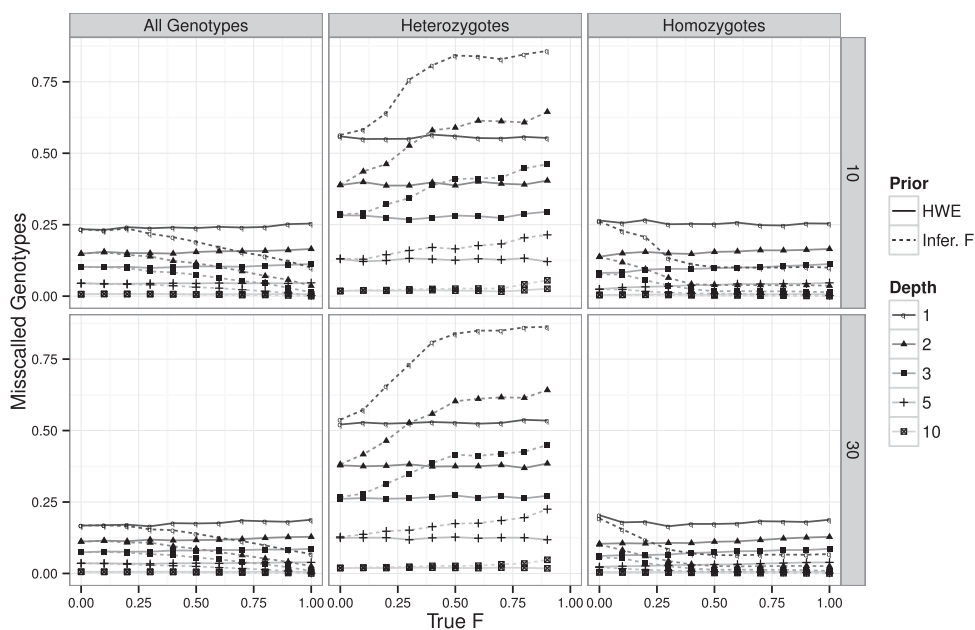 All Genotypes Heterozygotes Homozygotes
0.75
0.50
0.25
0.00
10
0.75
0.50
0.25
0.00
30
Misscalled Genotypes
0.00 0.25 0.50 0.75 1.00 0.00 0.25 0.50 0.75 1.00 0.00 0.25 0.50 0.75 1.00
True F
Prior
HWE
Infer. F
Depth
1
2
3
5
10